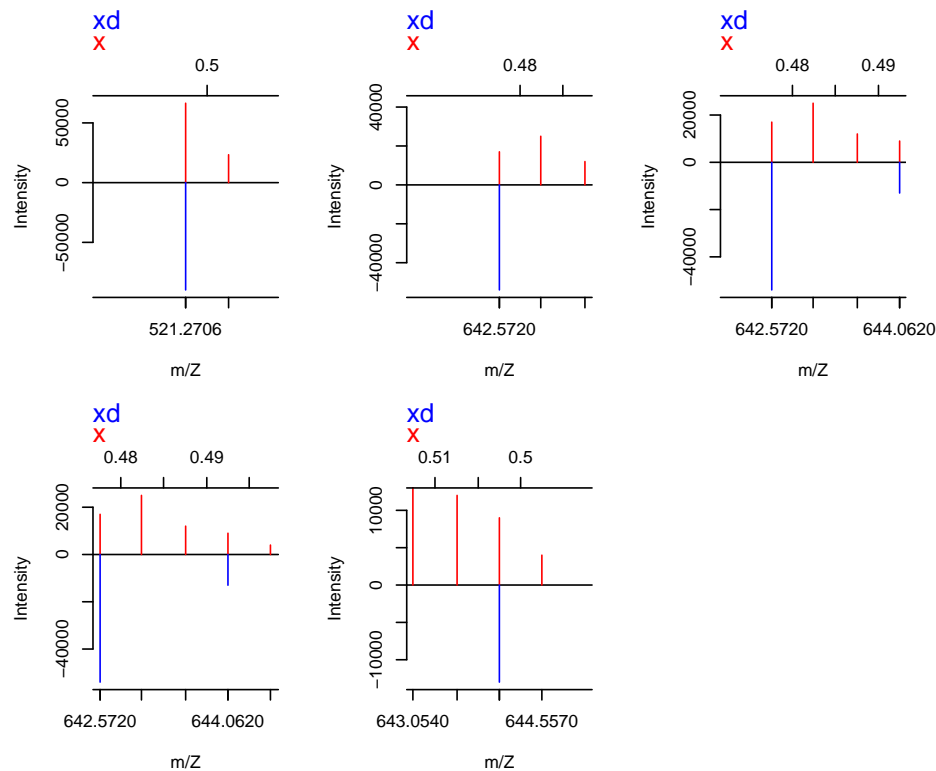 xd
x
0.5
Intensity
50000
0
−50000
521.2706
m/Z
xd
x
0.48
Intensity
40000
0
−40000
642.5720
m/Z
xd
x
0.48 0.49
Intensity
20000
0
−40000
642.5720 644.0620
m/Z
xd
x
0.48 0.49
Intensity
20000
0
−40000
642.5720 644.0620
m/Z
xd
x
0.51 0.5
Intensity
10000
0
−10000
643.0540 644.5570
m/Z